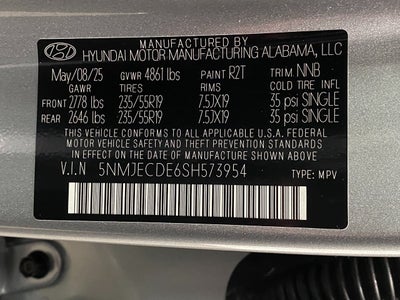 MANUFACTURED BY
HYUNDAI MOTOR MANUFACTURING ALABAMA, LLC
May/08/25 GVWR 4861 lbs PAINT R2T TRIM NNB
GAWR TIRES RIMS COLD TIRE INFL
FRONT 2778 lbs 235/55R19 7.5JX19 35 psi SINGLE
REAR 2646 lbs 235/55R19 7.5JX19 35 psi SINGLE
THIS VEHICLE CONFORMS TO ALL APPLICABLE U.S.A. FEDERAL
MOTOR VEHICLE SAFETY AND THEFT PREVENTION STANDARDS IN
EFFECT ON THE DATE OF MANUFACTURE SHOWN ABOVE.
V.I.N 5NMJECDE6SH573954 TYPE: MPV